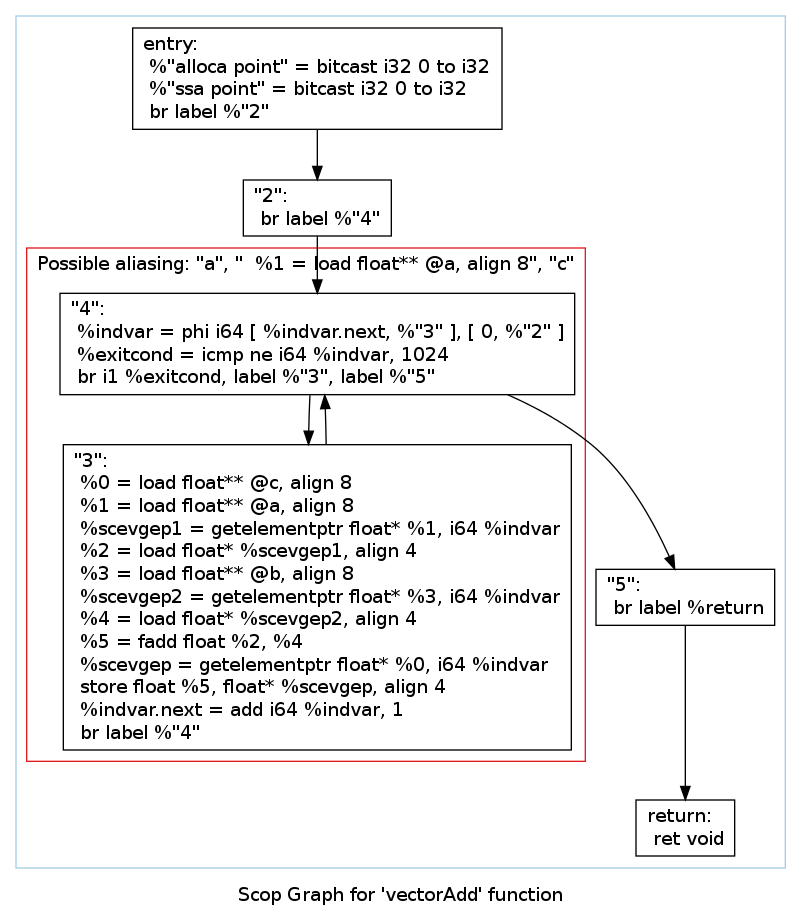 entry:
%"alloca point" = bitcast i32 0 to i32
%"ssa point" = bitcast i32 0 to i32
br label %"2"
"2":
br label %"4"
Possible aliasing: "a", "  %1 = load float** @a, align 8", "c"
"4":
%indvar = phi i64 [ %indvar.next, %"3" ], [ 0, %"2" ]
%exitcond = icmp ne i64 %indvar, 1024
br i1 %exitcond, label %"3", label %"5"
"3":
%0 = load float** @c, align 8
%1 = load float** @a, align 8
%scevgep1 = getelementptr float* %1, i64 %indvar
%2 = load float* %scevgep1, align 4
%3 = load float** @b, align 8
%scevgep2 = getelementptr float* %3, i64 %indvar
%4 = load float* %scevgep2, align 4
%5 = fadd float %2, %4
%scevgep = getelementptr float* %0, i64 %indvar
store float %5, float* %scevgep, align 4
%indvar.next = add i64 %indvar, 1
br label %"4"
"5":
br label %return
return:
ret void
Scop Graph for 'vectorAdd' function